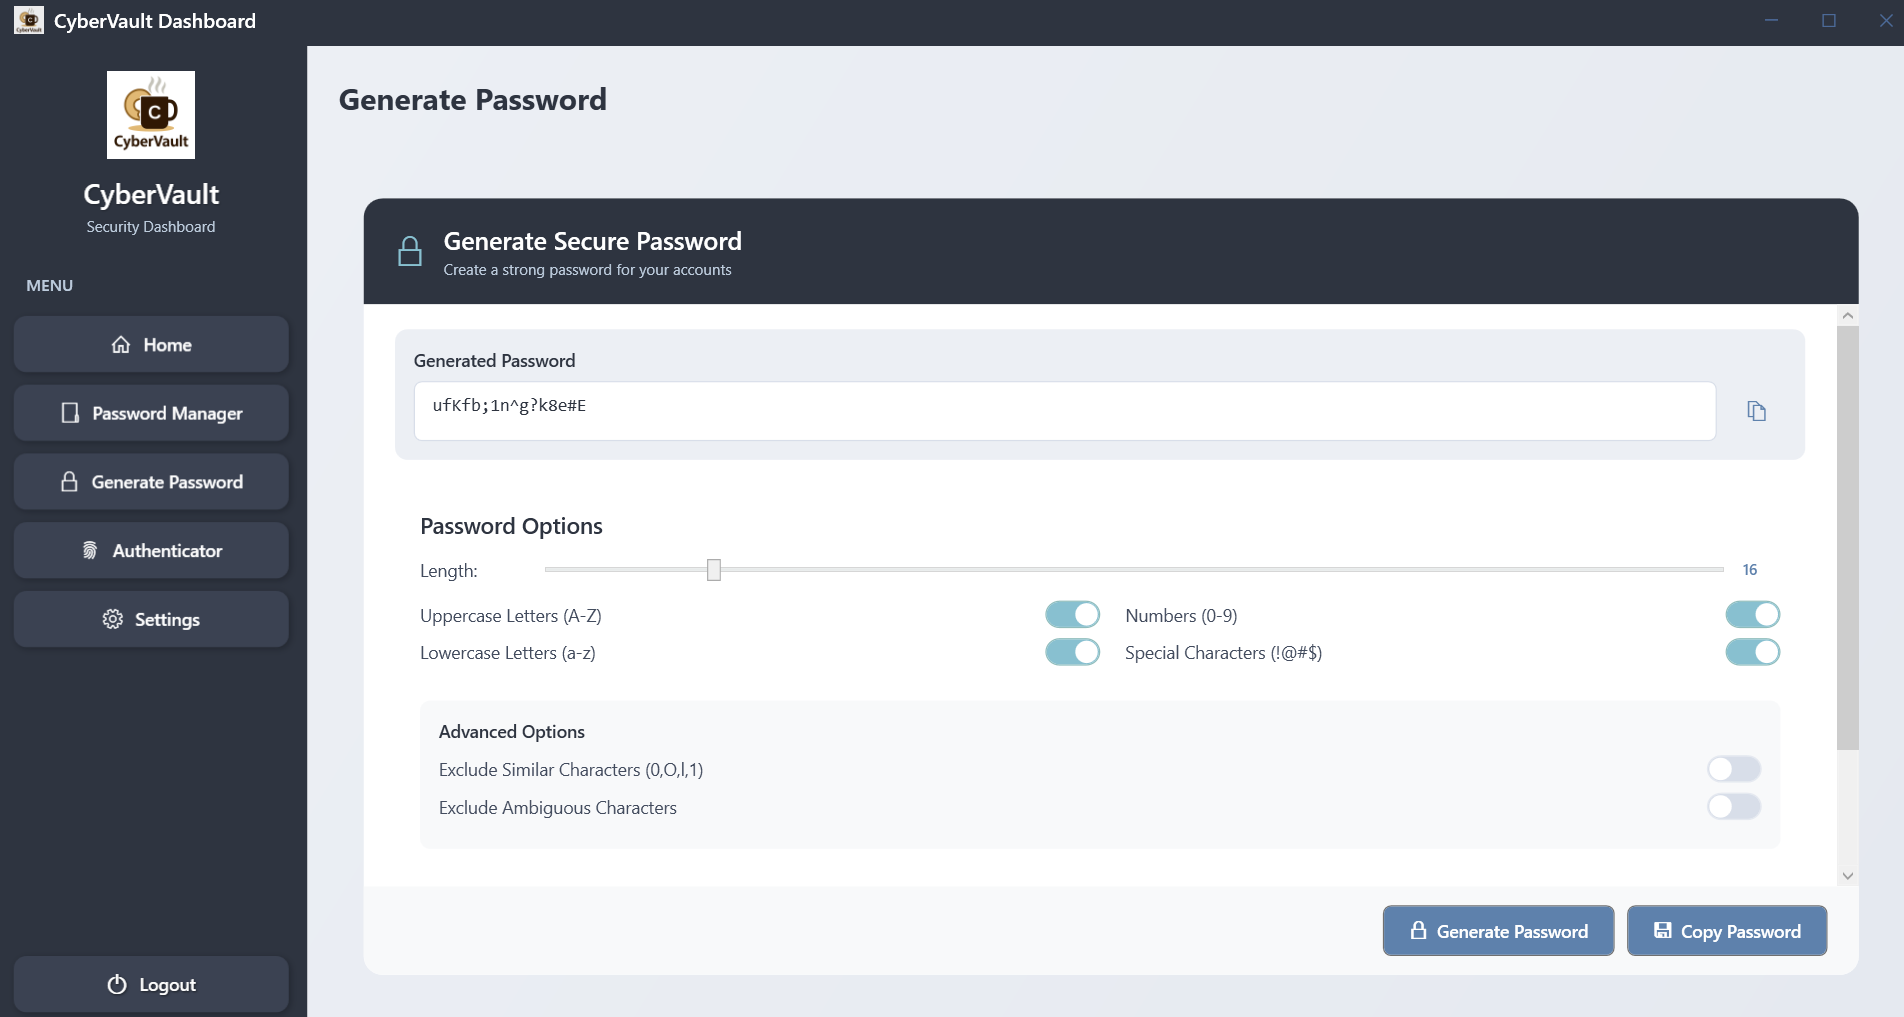 CyberVault Dashboard
CyberVault
CyberVault
Security Dashboard
MENU
Home
Password Manager
Generate Password
Authenticator
Settings
Logout
Generate Password
Generate Secure Password
Create a strong password for your accounts
Generated Password
ufKfb;1n^g?k8e#E
Password Options
Length: 16
Uppercase Letters (A-Z) Numbers (0-9)
Lowercase Letters (a-z) Special Characters (!@#$)
Advanced Options
Exclude Similar Characters (0,O,l,1)
Exclude Ambiguous Characters
Generate Password Copy Password